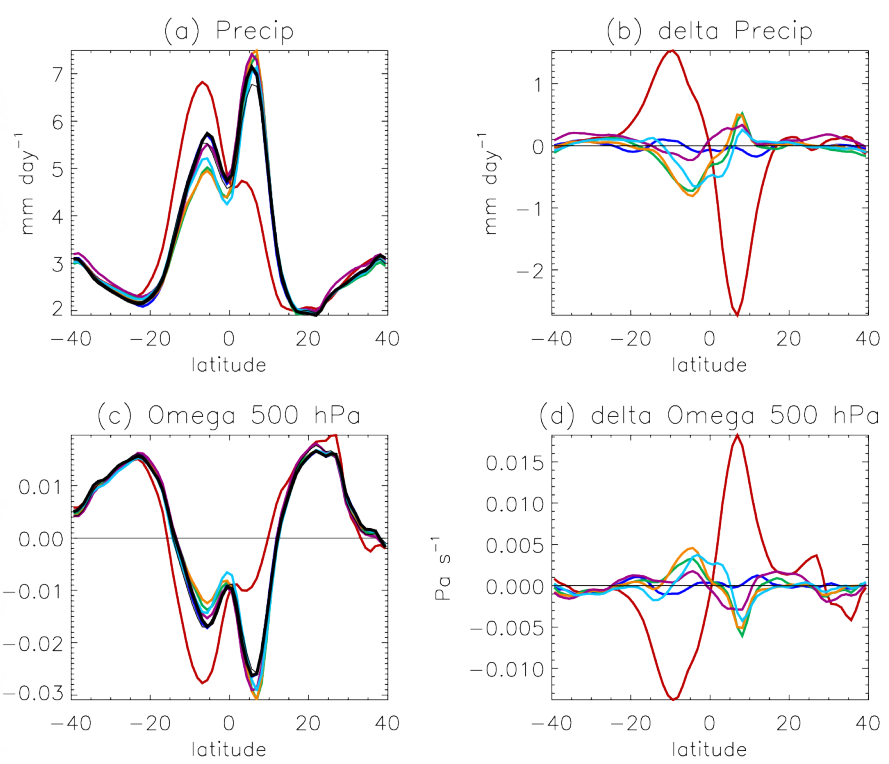 (a) Precip
7
6
5
4
3
2
mm day⁻¹
−40 −20 0 20 40
latitude
(b) delta Precip
1
0
−1
−2
mm day⁻¹
−40 −20 0 20 40
latitude
(c) Omega 500 hPa
0.01
0.00
−0.01
−0.02
−0.03
−40 −20 0 20 40
latitude
(d) delta Omega 500 hPa
0.015
0.010
0.005
0.000
−0.005
−0.010
Pa s⁻¹
−40 −20 0 20 40
latitude